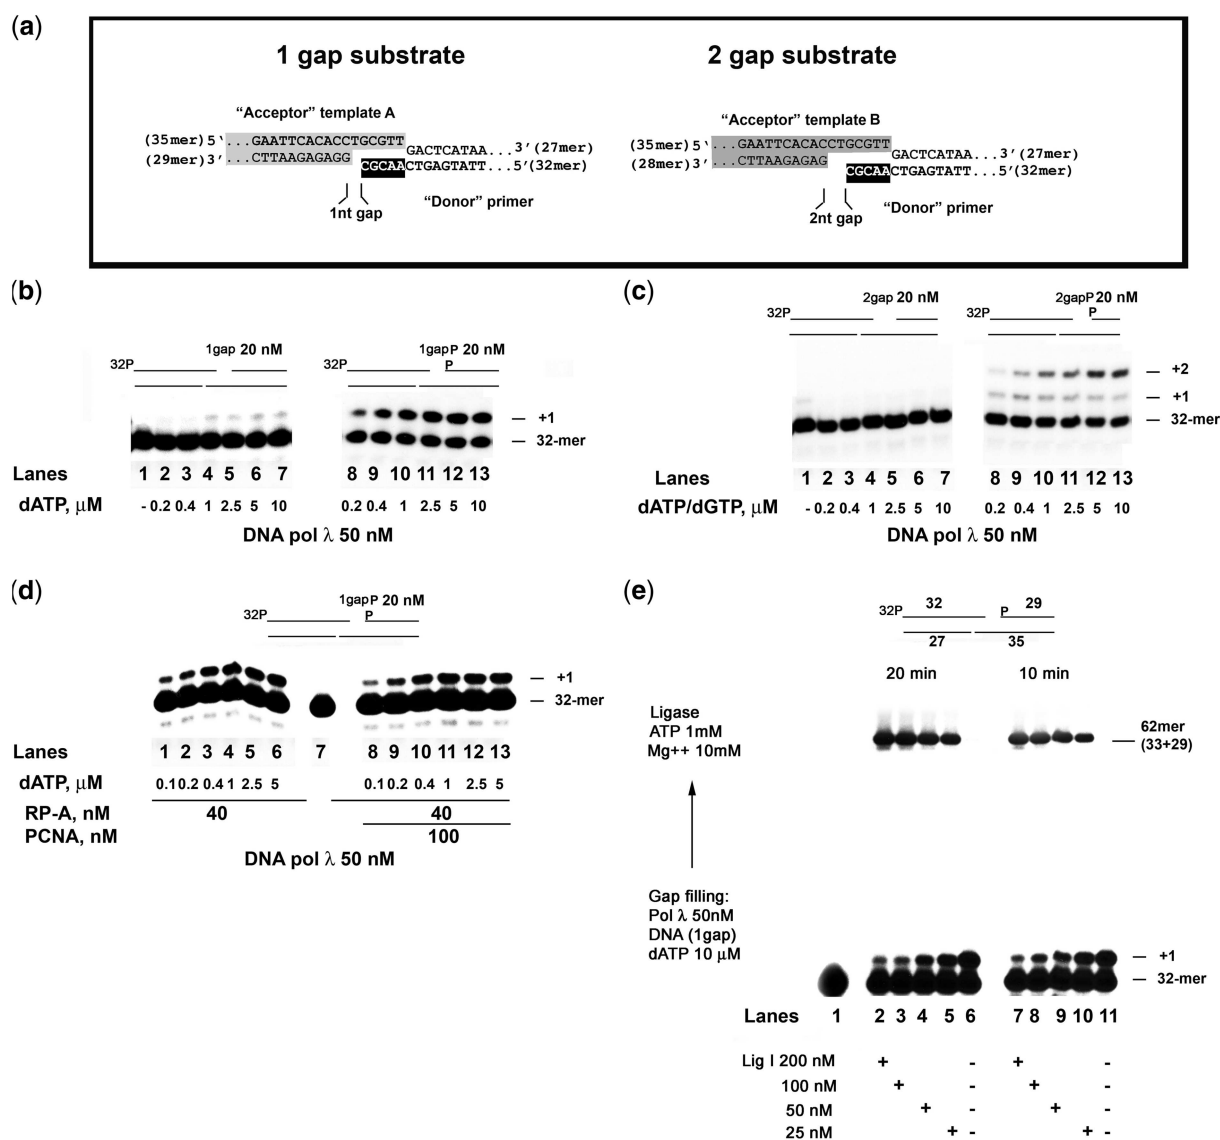 (a)
1 gap substrate
2 gap substrate
“Acceptor” template A
(35mer) 5‘ ...GAATTCACACCTGCGTT
GACTCATAA...3’(27mer)
(29mer) 3’ ...CTTAAGAGAGG
CGCAACTGAGTATT...5’(32mer)
1nt gap
“Donor” primer
“Acceptor” template B
(35mer) 5‘ ...GAATTCACACCTGCGTT
GACTCATAA...3’(27mer)
(28mer) 3’ ...CTTAAGAGAG
CGCAACTGAGTATT...5’(32mer)
2nt gap
“Donor” primer
(b)
1gap 20 nM
32P
1gapP 20 nM
32P P
+1
32-mer
Lanes 1 2 3 4 5 6 7 8 9 10 11 12 13
dATP, μM - 0.2 0.4 1 2.5 5 10 0.2 0.4 1 2.5 5 10
DNA pol λ 50 nM
(c)
2gap 20 nM
32P
2gapP 20 nM
32P P
+2
+1
32-mer
Lanes 1 2 3 4 5 6 7 8 9 10 11 12 13
dATP/dGTP, μM - 0.2 0.4 1 2.5 5 10 0.2 0.4 1 2.5 5 10
DNA pol λ 50 nM
(d)
1gapP 20 nM
32P P
+1
32-mer
Lanes 1 2 3 4 5 6 7 8 9 10 11 12 13
dATP, μM 0.1 0.2 0.4 1 2.5 5 0.1 0.2 0.4 1 2.5 5
RP-A, nM 40 40
PCNA, nM 100
DNA pol λ 50 nM
(e)
32P 32 P 29
27 35
20 min 10 min
Ligase
ATP 1mM
Mg++ 10mM
62mer
(33+29)
Gap filling:
Pol λ 50nM
DNA (1gap)
dATP 10 μM
+1
32-mer
Lanes 1 2 3 4 5 6 7 8 9 10 11
Lig I 200 nM + - + -
100 nM + - + -
50 nM + - + -
25 nM + - + -